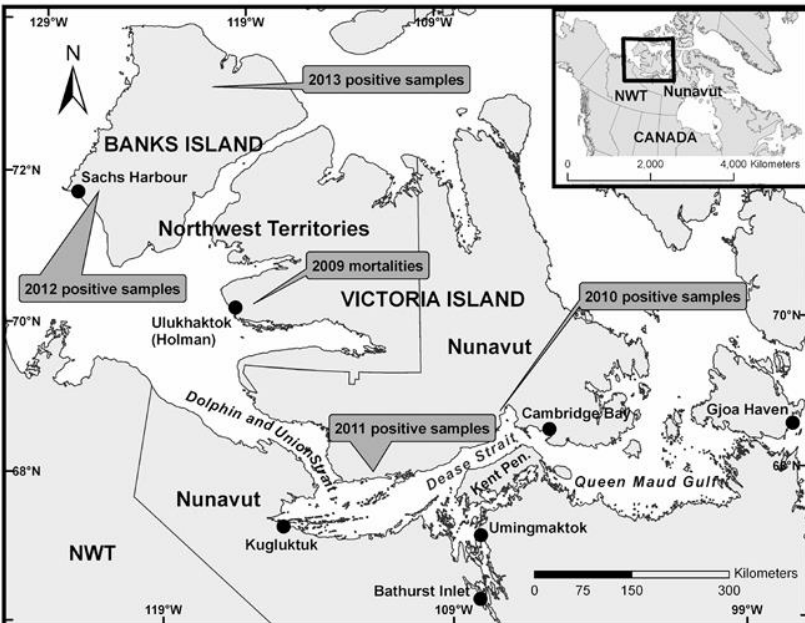 129°W
119°W
109°W
N
2013 positive samples
BANKS ISLAND
NWT
Nunavut
CANADA
0
2,000
4,000 Kilometers
72°N
Sachs Harbour
Northwest Territories
2009 mortalities
2012 positive samples
VICTORIA ISLAND
2010 positive samples
70°N
Ulukhaktok
(Holman)
70°N
Nunavut
Dolphin and Union Strait
2011 positive samples
Cambridge Bay
Gjoa Haven
68°N
Dease Strait
Kent Pen.
68°N
Queen Maud Gulf
Nunavut
Kugluktuk
Umingmaktok
NWT
Bathurst Inlet
Kilometers
0
75
150
300
119°W
109°W
99°W